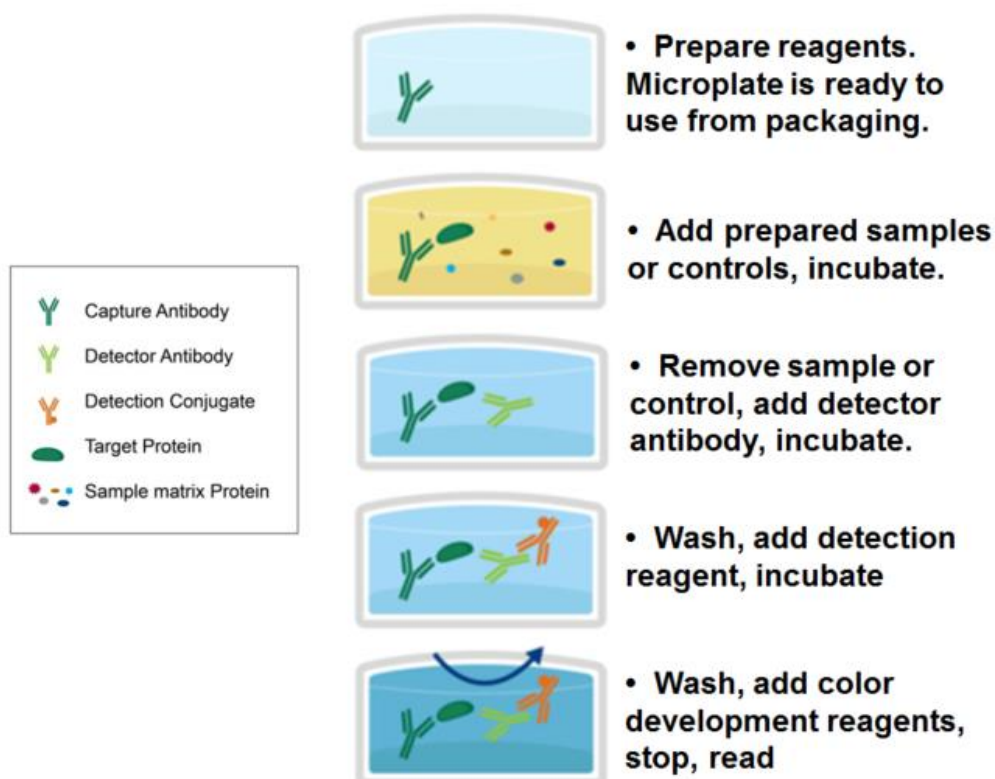 • Prepare reagents.
Microplate is ready to
use from packaging.
• Add prepared samples
or controls, incubate.
Capture Antibody
Detector Antibody
Detection Conjugate
Target Protein
Sample matrix Protein
• Remove sample or
control, add detector
antibody, incubate.
• Wash, add detection
reagent, incubate
• Wash, add color
development reagents,
stop, read